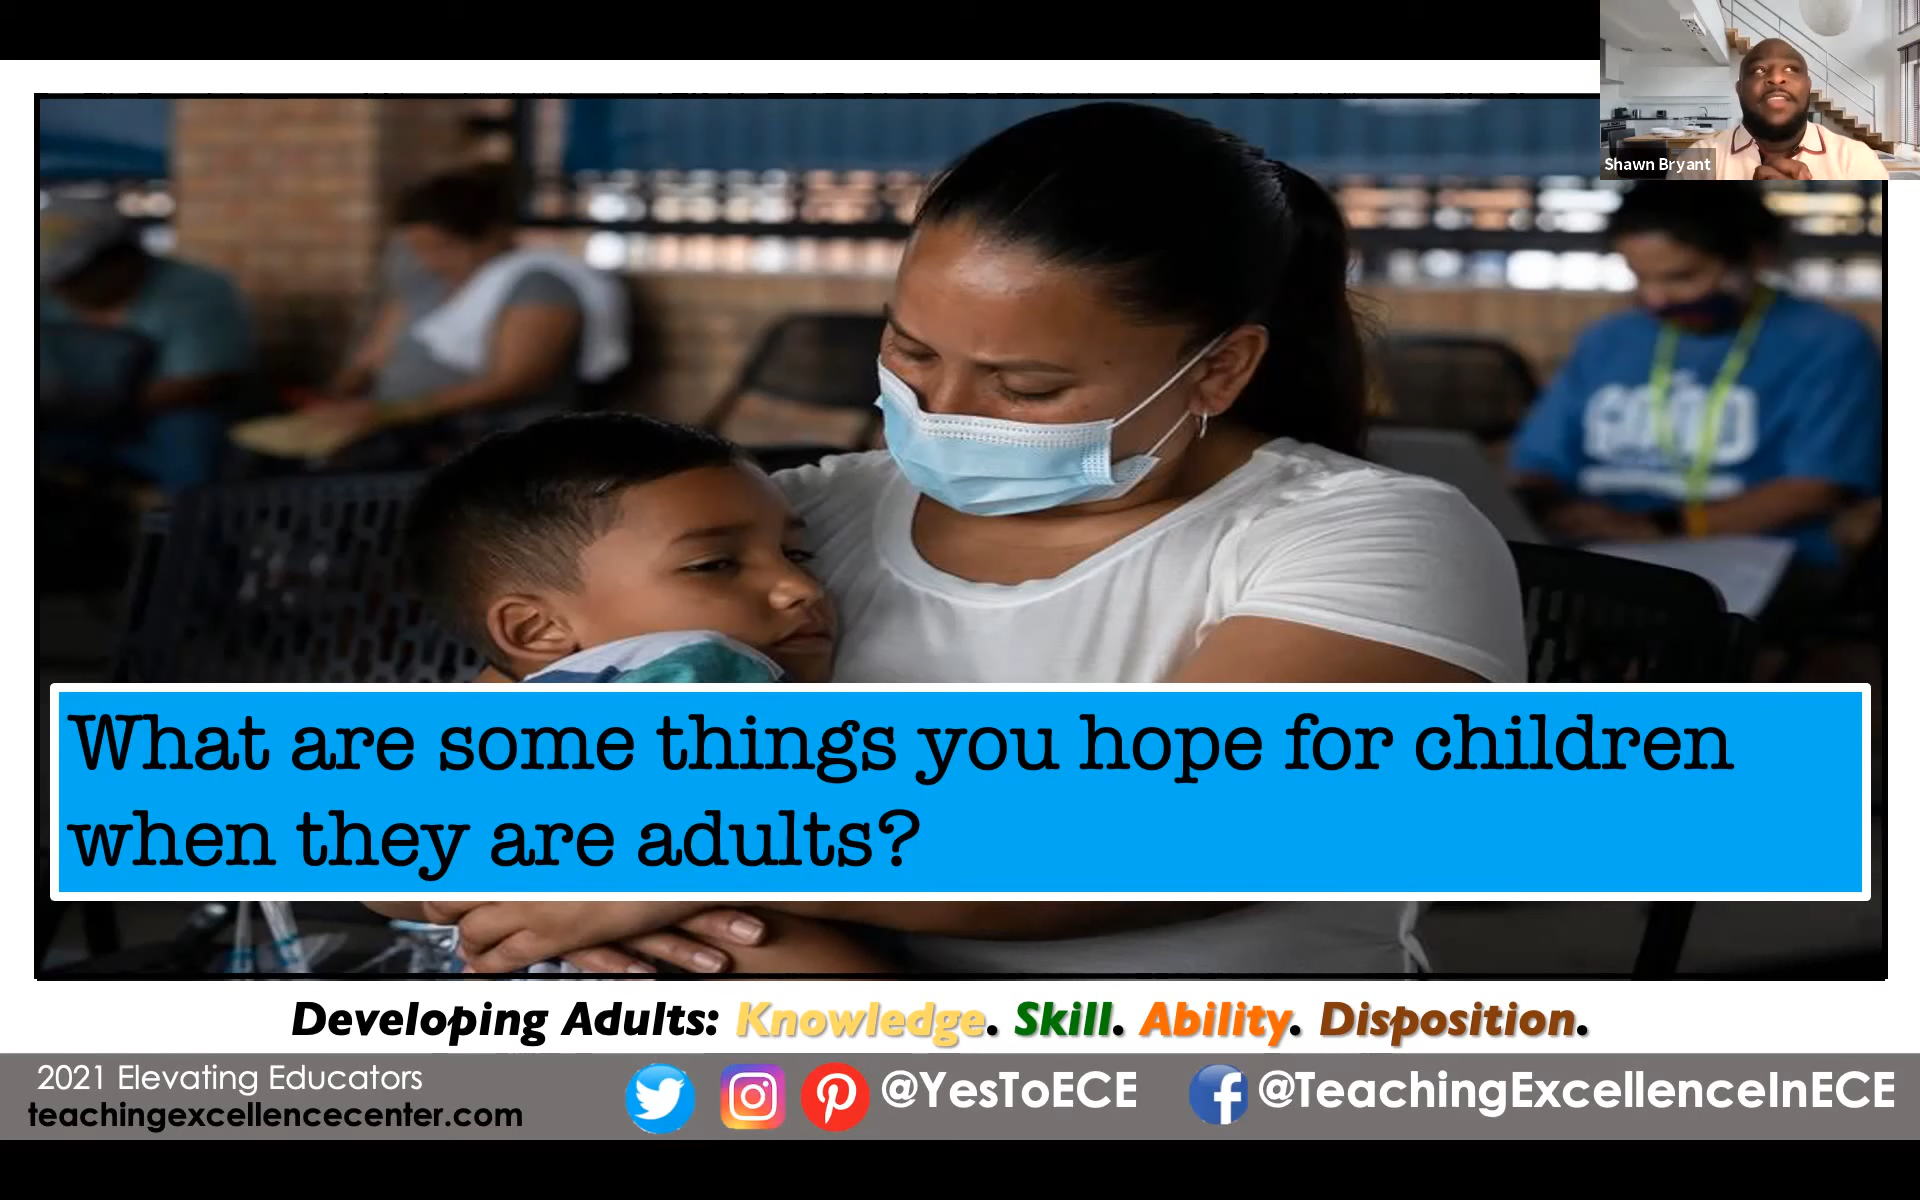 Shawn Bryant
What are some things you hope for children
when they are adults?
Developing Adults: Knowledge. Skill. Ability. Disposition.
2021 Elevating Educators
teachingexcellencecenter.com
@YesToECE
@TeachingExcellenceInECE